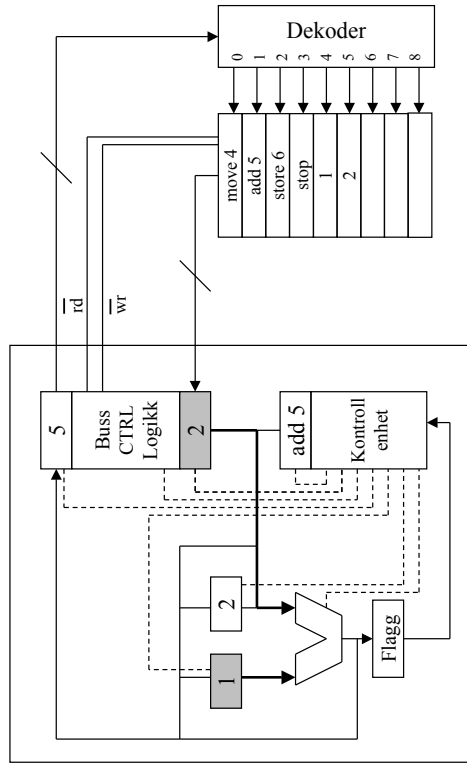 Dekoder
0
1
2
3
4
5
6
7
8
move 4
add 5
store 6
stop
1
2
rd
wr
5
Buss
CTRL
Logikk
2
add 5
Kontroll
enhet
2
1
Flagg